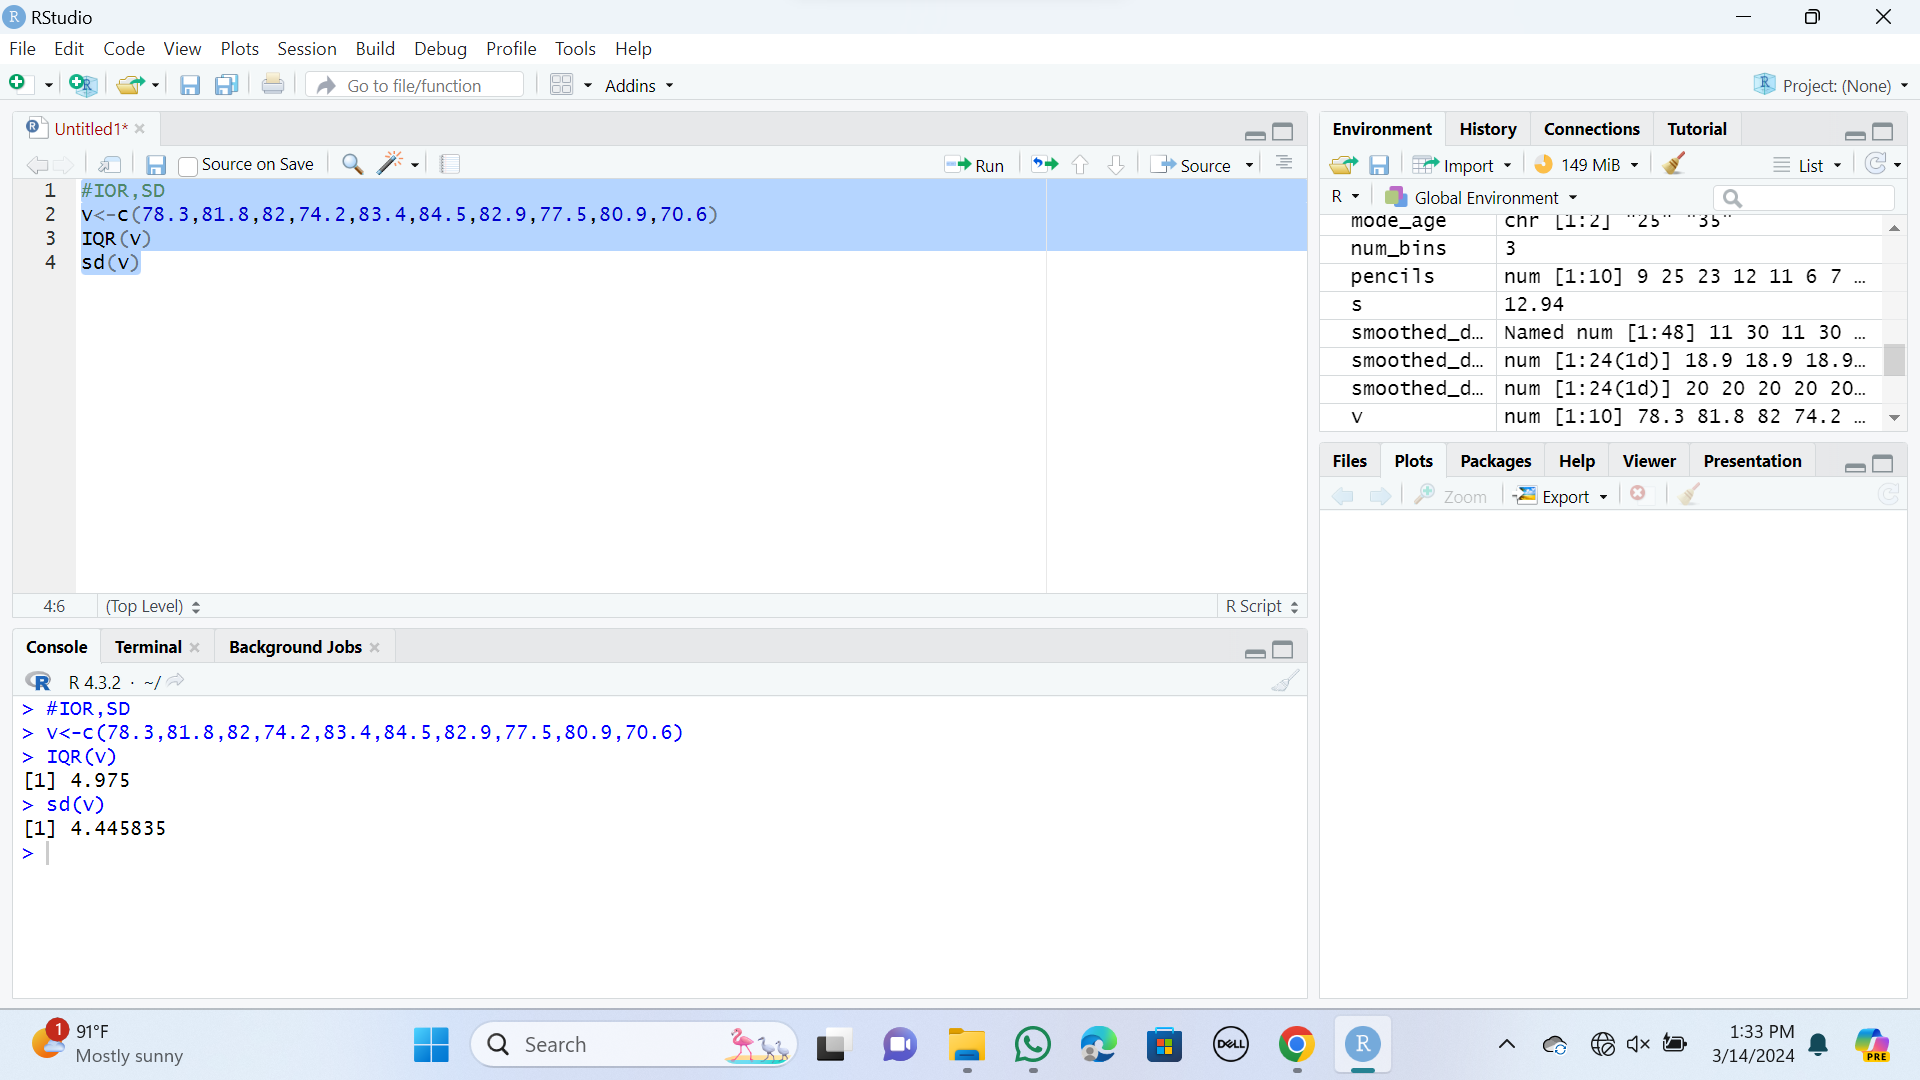 RStudio
File Edit Code View Plots Session Build Debug Profile Tools Help
Go to file/function Addins Project: (None)
Untitled1*
Source on Save Run Source
1 #IOR,SD
2 v<-c(78.3,81.8,82,74.2,83.4,84.5,82.9,77.5,80.9,70.6)
3 IQR(v)
4 sd(v)
4:6 (Top Level) R Script
Console Terminal Background Jobs
R 4.3.2 · ~/
> #IOR,SD
> v<-c(78.3,81.8,82,74.2,83.4,84.5,82.9,77.5,80.9,70.6)
> IQR(v)
[1] 4.975
> sd(v)
[1] 4.445835
>
Environment History Connections Tutorial
Import 149 MiB List
R Global Environment
mode_age chr [1:2] "25" "35"
num_bins 3
pencils num [1:10] 9 25 23 12 11 6 7 …
s 12.94
smoothed_d… Named num [1:48] 11 30 11 30 …
smoothed_d… num [1:24(1d)] 18.9 18.9 18.9…
smoothed_d… num [1:24(1d)] 20 20 20 20 20…
v num [1:10] 78.3 81.8 82 74.2 …
Files Plots Packages Help Viewer Presentation
Zoom Export
1 91°F
Mostly sunny
Search
DELL
R
1:33 PM
3/14/2024
PRE